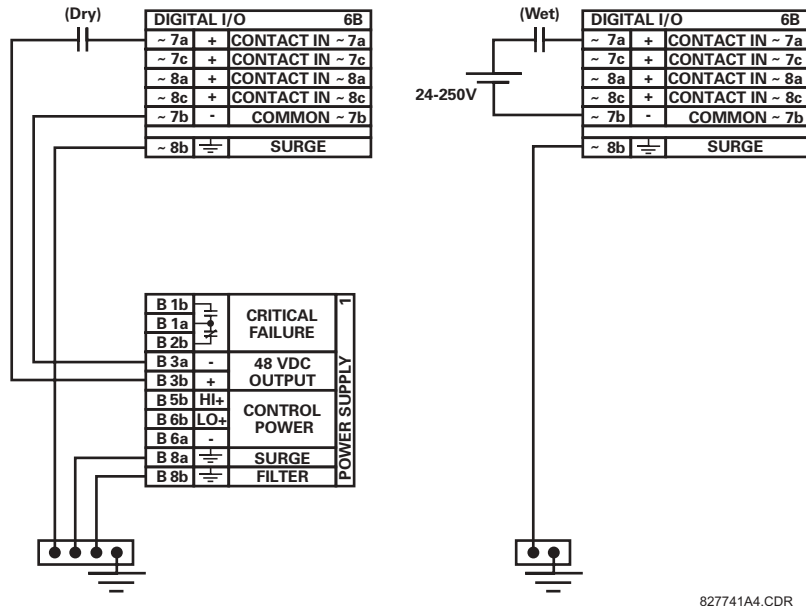 (Dry)
DIGITAL I/O 6B
~ 7a + CONTACT IN ~ 7a
~ 7c + CONTACT IN ~ 7c
~ 8a + CONTACT IN ~ 8a
~ 8c + CONTACT IN ~ 8c
~ 7b - COMMON ~ 7b
~ 8b SURGE
(Wet)
24-250V
DIGITAL I/O 6B
~ 7a + CONTACT IN ~ 7a
~ 7c + CONTACT IN ~ 7c
~ 8a + CONTACT IN ~ 8a
~ 8c + CONTACT IN ~ 8c
~ 7b - COMMON ~ 7b
~ 8b SURGE
B 1b
B 1a
B 2b
CRITICAL
FAILURE
B 3a -
B 3b +
48 VDC
OUTPUT
B 5b HI+
B 6b LO+
B 6a -
CONTROL
POWER
B 8a SURGE
B 8b FILTER
POWER SUPPLY 1
827741A4.CDR